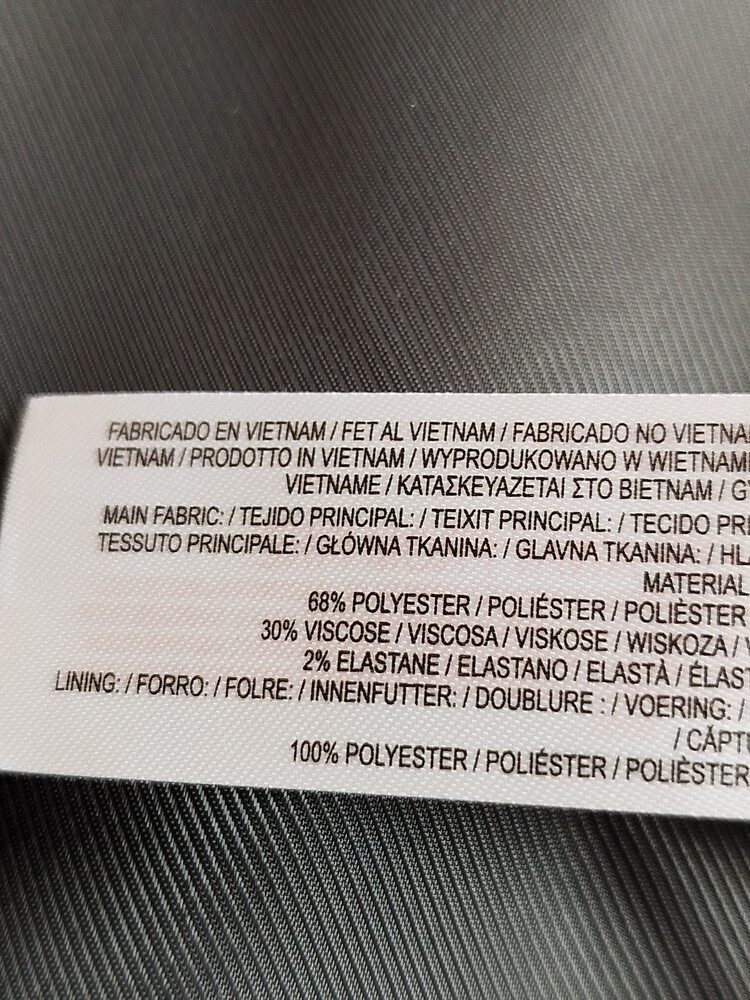 FABRICADO EN VIETNAM / FET AL VIETNAM / FABRICADO NO VIETNA
VIETNAM / PRODOTTO IN VIETNAM / WYPRODUKOWANO W WIETNAMI
VIETNAME / ΚΑΤΑΣΚΕΥΑΖΕΤΑΙ ΣΤΟ ΒΙΕΤΝΑΜ / GY
MAIN FABRIC: / TEJIDO PRINCIPAL: / TEIXIT PRINCIPAL: / TECIDO PRI
TESSUTO PRINCIPALE: / GŁÓWNA TKANINA: / GLAVNA TKANINA: / HLA
MATERIAL
68% POLYESTER / POLIÉSTER / POLIÈSTER
30% VISCOSE / VISCOSA / VISKOSE / WISKOZA / V
2% ELASTANE / ELASTANO / ELASTÀ / ÉLAST
LINING: / FORRO: / FOLRE: / INNENFUTTER: / DOUBLURE : / VOERING: /
/ CĂPTU
100% POLYESTER / POLIÉSTER / POLIÈSTER